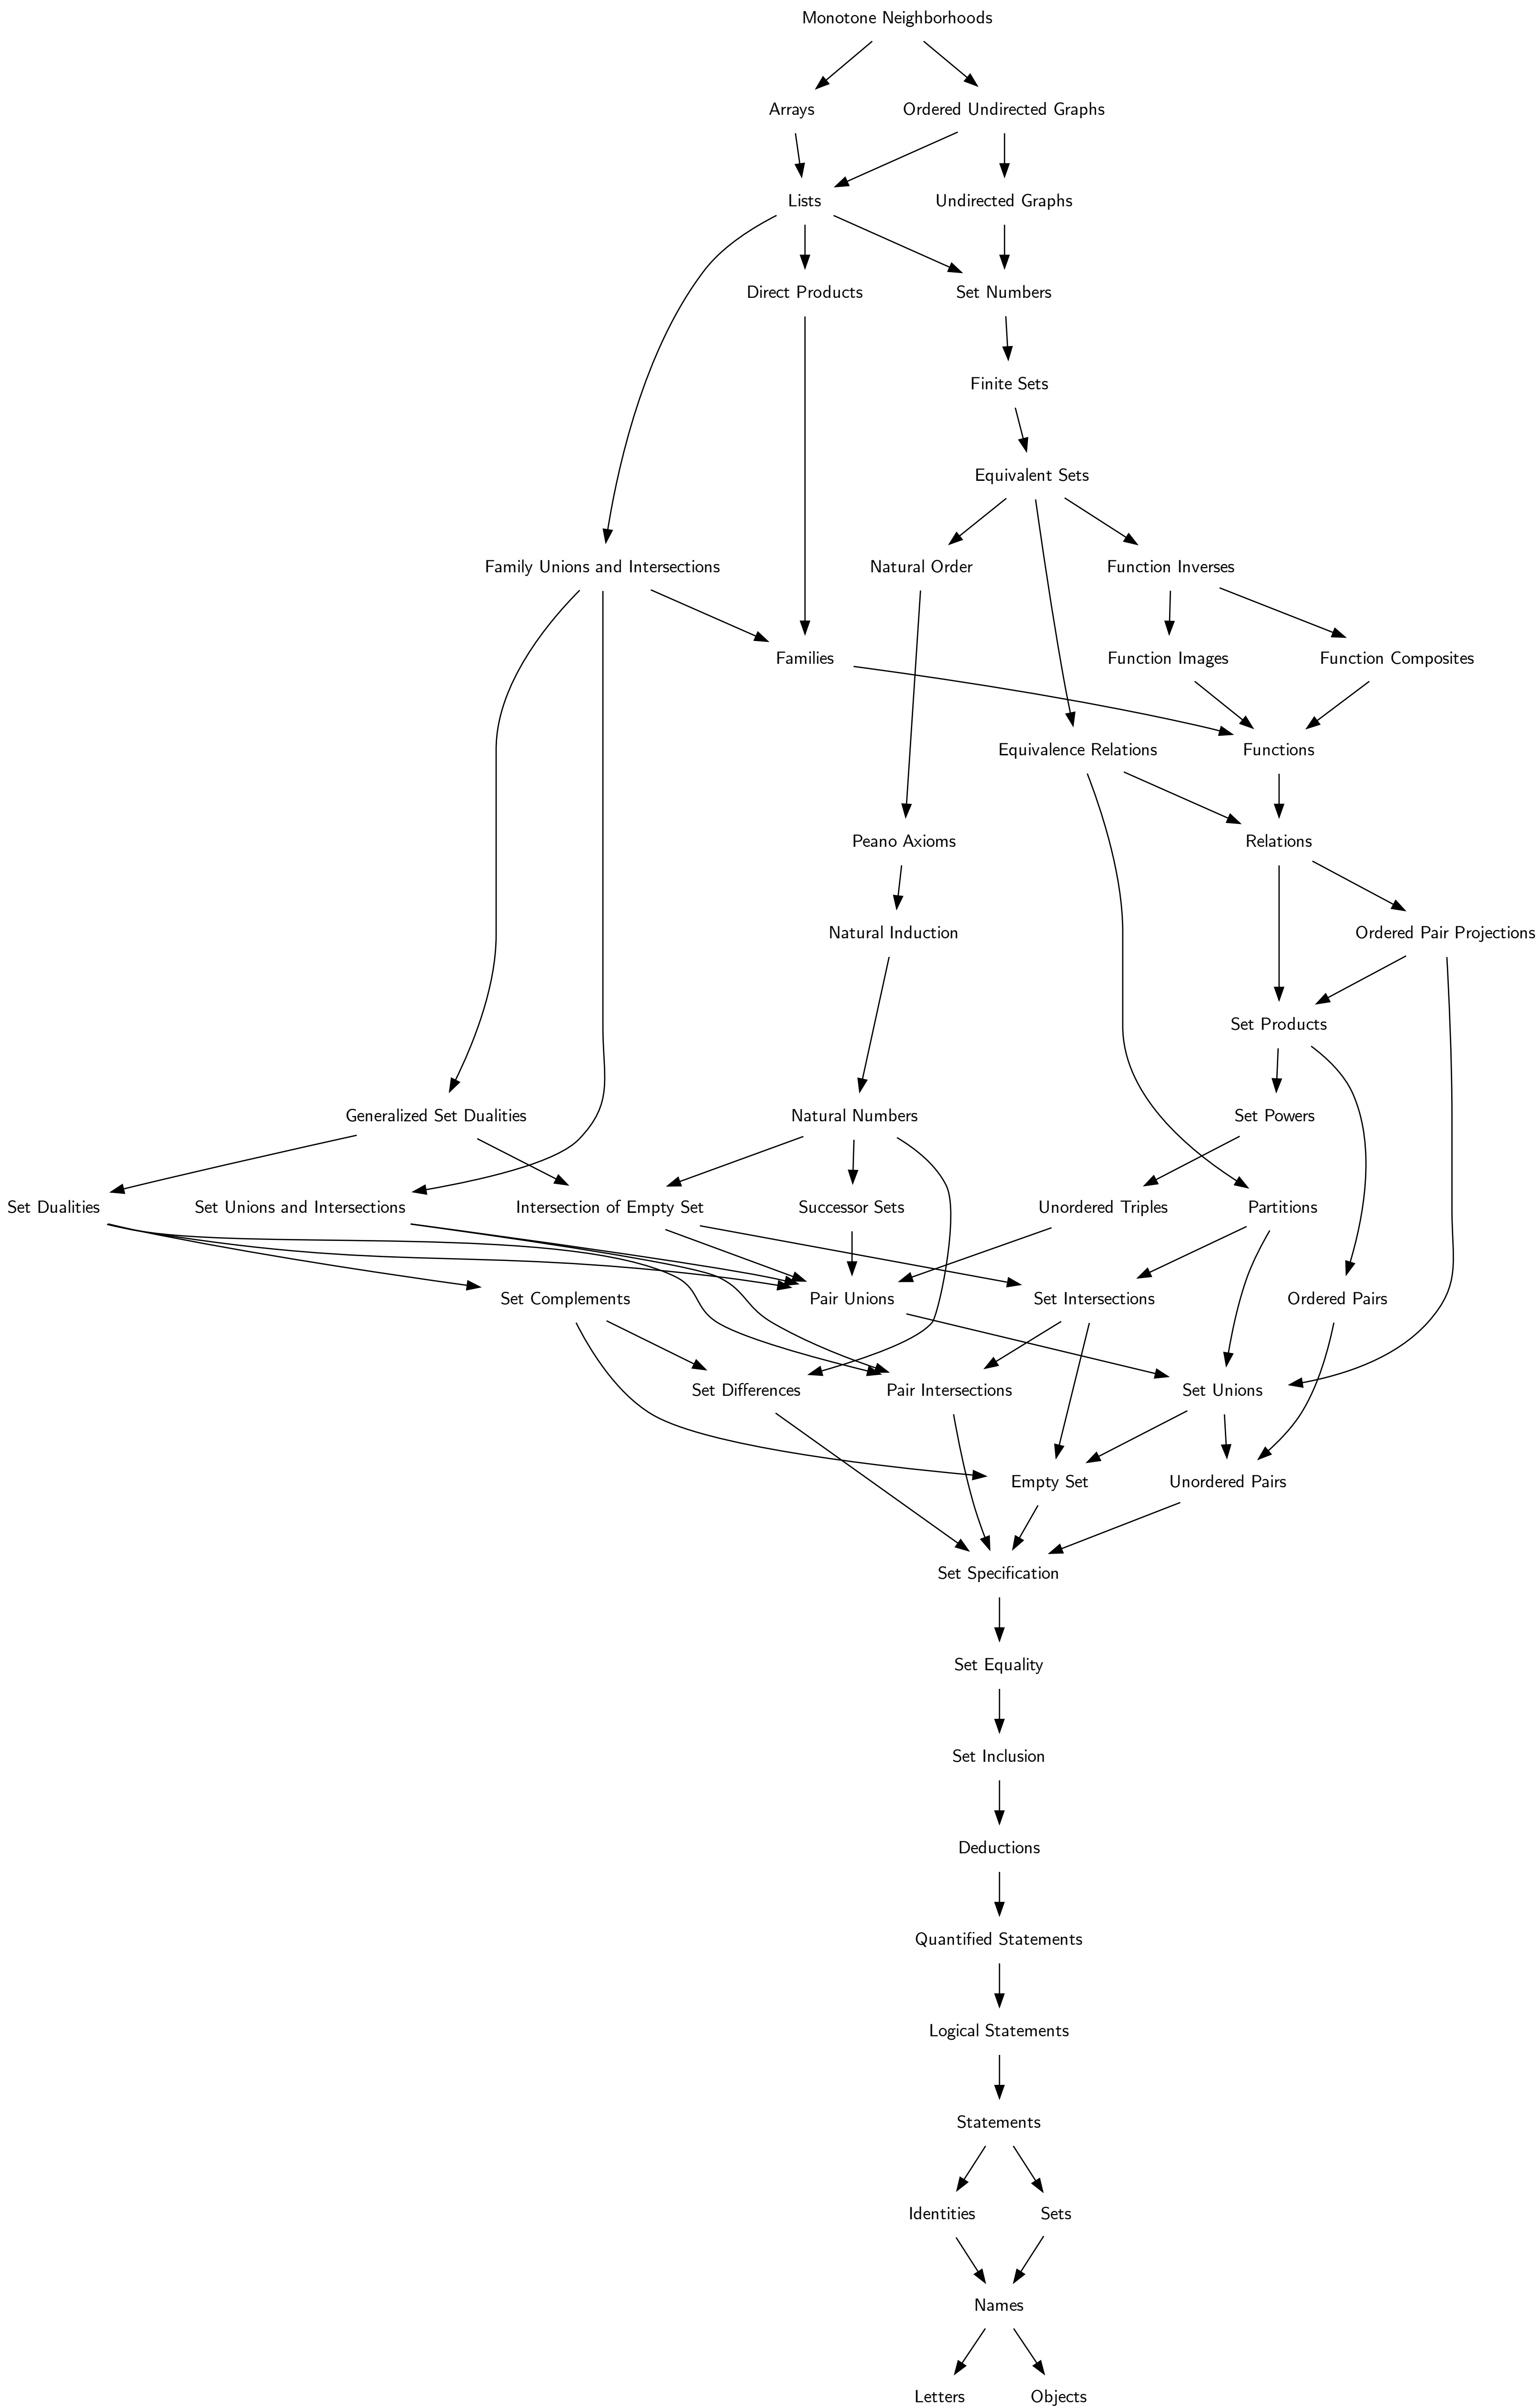 Monotone Neighborhoods
Arrays
Ordered Undirected Graphs
Lists
Undirected Graphs
Direct Products
Set Numbers
Finite Sets
Equivalent Sets
Family Unions and Intersections
Natural Order
Function Inverses
Families
Function Images
Function Composites
Equivalence Relations
Functions
Peano Axioms
Relations
Natural Induction
Ordered Pair Projections
Set Products
Generalized Set Dualities
Natural Numbers
Set Powers
Set Dualities
Set Unions and Intersections
Intersection of Empty Set
Successor Sets
Unordered Triples
Partitions
Set Complements
Pair Unions
Set Intersections
Ordered Pairs
Set Differences
Pair Intersections
Set Unions
Empty Set
Unordered Pairs
Set Specification
Set Equality
Set Inclusion
Deductions
Quantified Statements
Logical Statements
Statements
Identities
Sets
Names
Letters
Objects